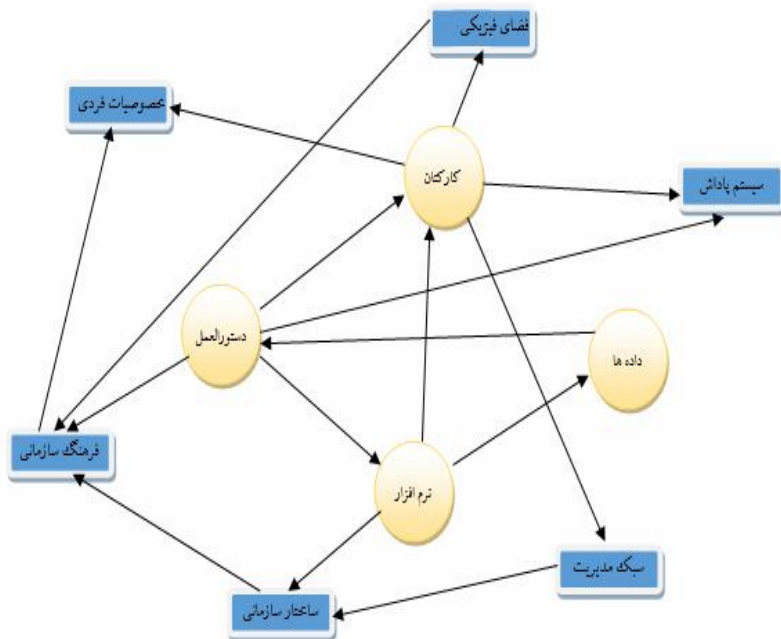 فضای فیزیکی
خصوصیات فردی
کارکنان
سیستم پاداش
دستورالعمل
داده ها
فرهنگ سازمانی
نرم افزار
سبک مدیریت
ساختار سازمانی